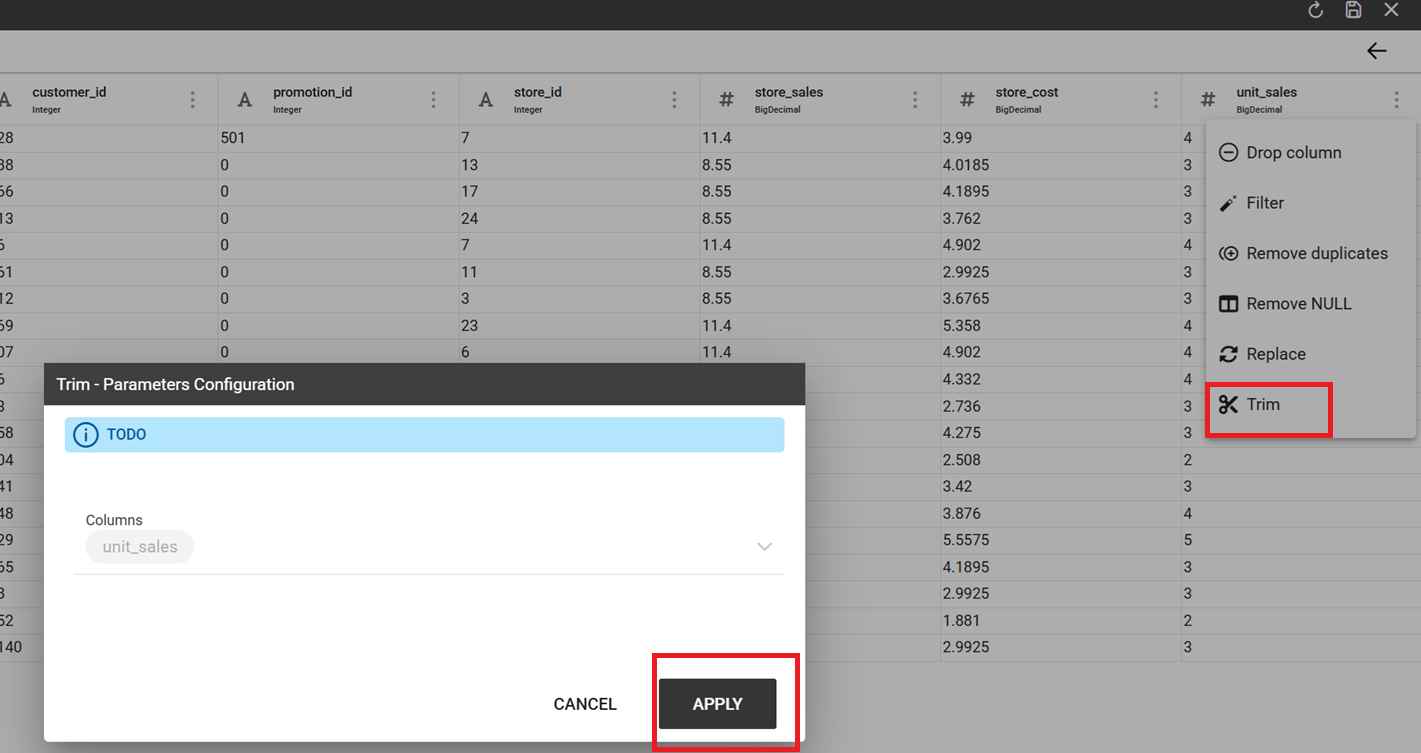 customer_id promotion_id store_id store_sales store_cost unit_sales
Integer Integer Integer BigDecimal BigDecimal BigDecimal
28 501 7 11.4 3.99 4
38 0 13 8.55 4.0185 3
Drop column
66 0 17 8.55 4.1895 3
Filter
13 0 24 8.55 3.762 3
6 0 7 11.4 4.902 4
Remove duplicates
61 0 11 8.55 2.9925 3
12 0 3 8.55 3.6765 3
Remove NULL
69 0 23 11.4 5.358 4
07 0 6 11.4 4.902 4
Replace
6 4.332 4
3 2.736 3
Trim
58 4.275 3
04 2.508 2
41 3.42 3
48 3.876 4
29 5.5575 5
65 4.1895 3
3 2.9925 3
52 1.881 2
140 2.9925 3
Trim - Parameters Configuration
TODO
Columns
unit_sales
CANCEL APPLY